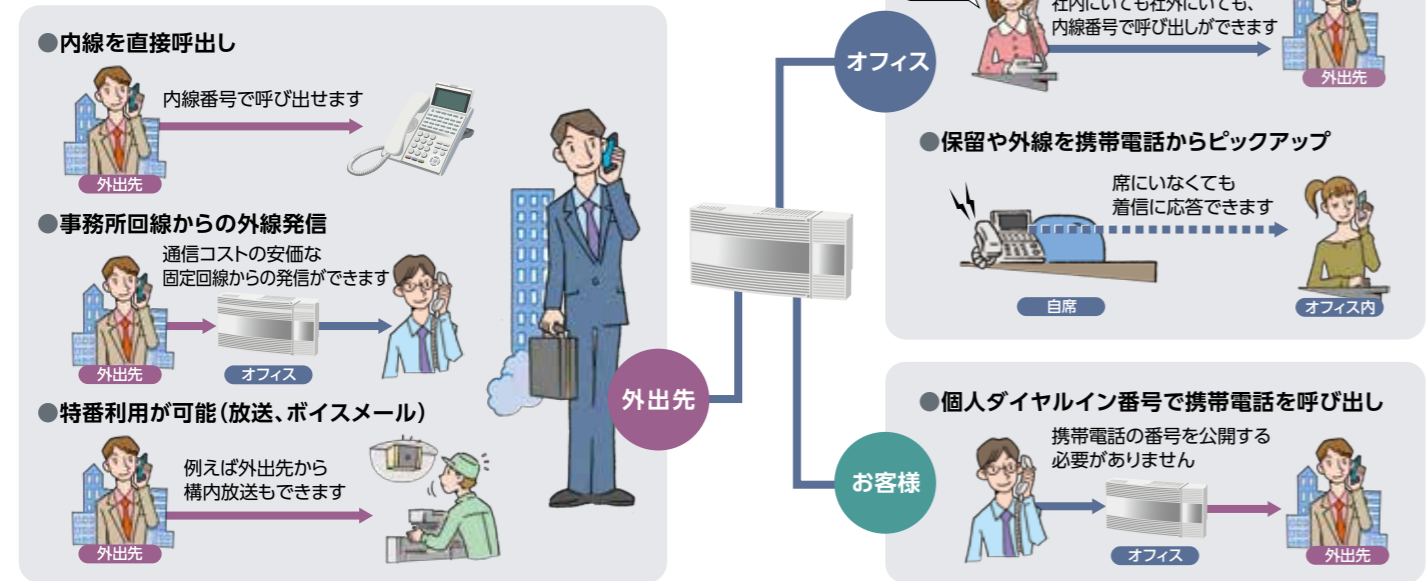 ●内線を直接呼出し
内線番号で呼び出せます
外出先
●事務所回線からの外線発信
通信コストの安価な
固定回線からの発信ができます
外出先
オフィス
●特番利用が可能(放送、ボイスメール)
例えば外出先から
構内放送もできます
外出先
外出先
オフィス
お客様
社内にいても社外にいても、
内線番号で呼び出しができます
外出先
●保留や外線を携帯電話からピックアップ
席にいなくても
着信に応答できます
自席
オフィス内
●個人ダイヤルイン番号で携帯電話を呼び出し
携帯電話の番号を公開する
必要がありません
オフィス
外出先